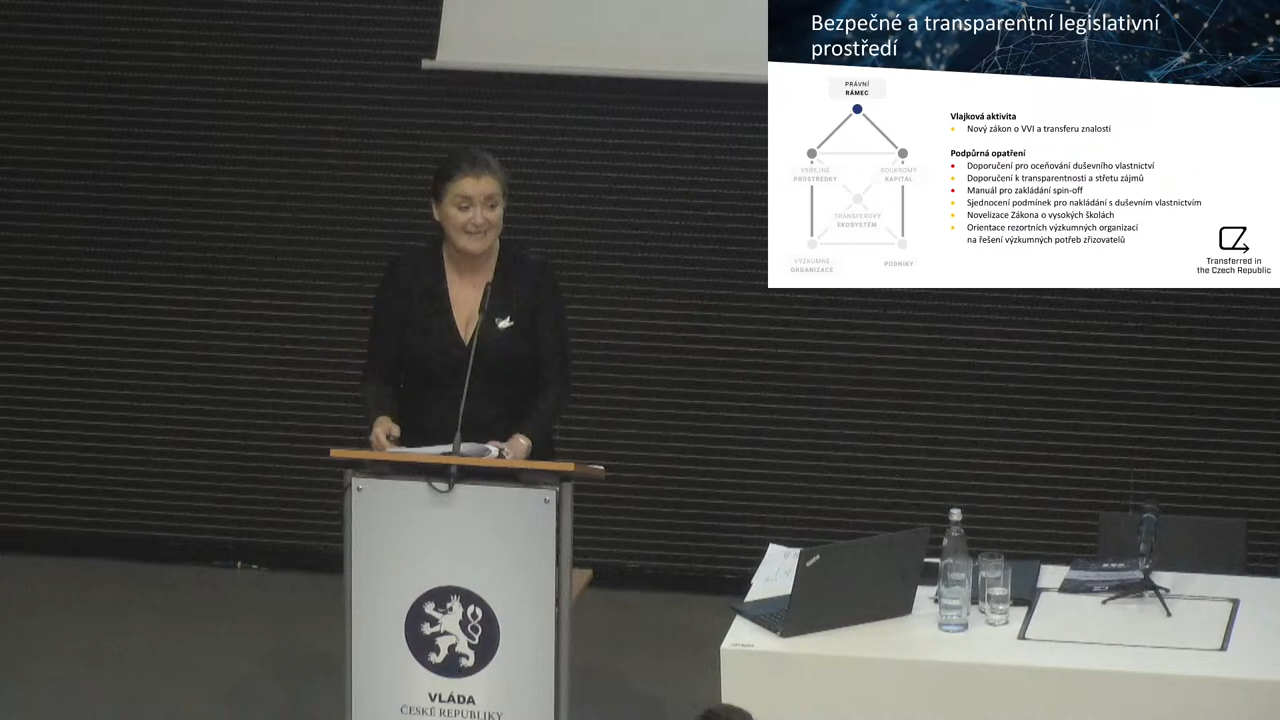 Bezpečné a transparentní legislativní
prostředí
PRÁVNÍ
RÁMEC
VEŘEJNÉ
PROSTŘEDKY
SOUKROMÝ
KAPITÁL
TRANSFEROVÝ
EKOSYSTÉM
VÝZKUMNÉ
ORGANIZACE
PODNIKY
Vlajková aktivita
Nový zákon o VVI a transferu znalostí
Podpůrná opatření
Doporučení pro oceňování duševního vlastnictví
Doporučení k transparentnosti a střetu zájmů
Manuál pro zakládání spin-off
Sjednocení podmínek pro nakládání s duševním vlastnictvím
Novelizace Zákona o vysokých školách
Orientace rezortních výzkumných organizací
na řešení výzkumných potřeb zřizovatelů
Transferred in
the Czech Republic
VLÁDA
ČESKÉ REPUBLIKY